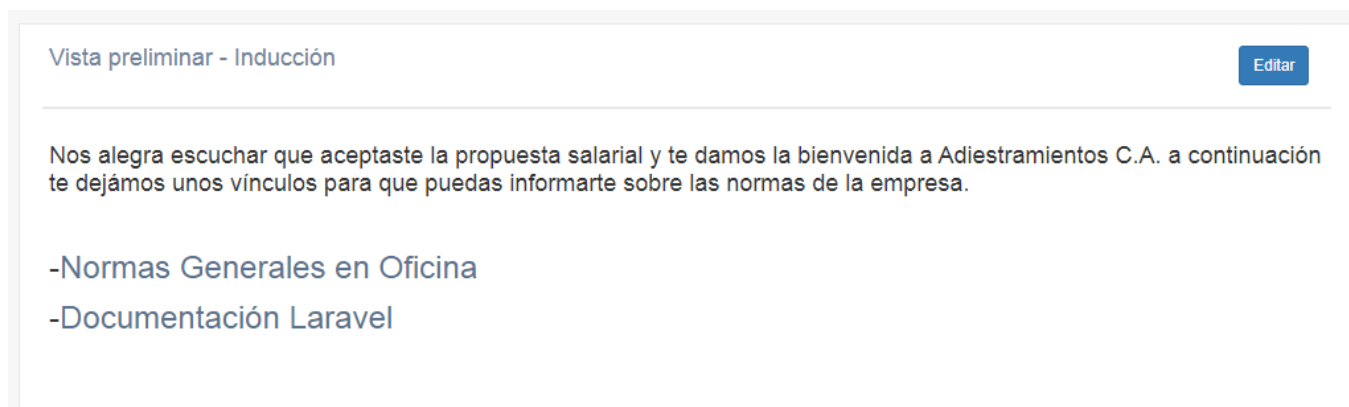 Vista preliminar - Inducción
Editar
Nos alegra escuchar que aceptaste la propuesta salarial y te damos la bienvenida a Adiestramientos C.A. a continuación
te dejámos unos vínculos para que puedas informarte sobre las normas de la empresa.
-Normas Generales en Oficina
-Documentación Laravel